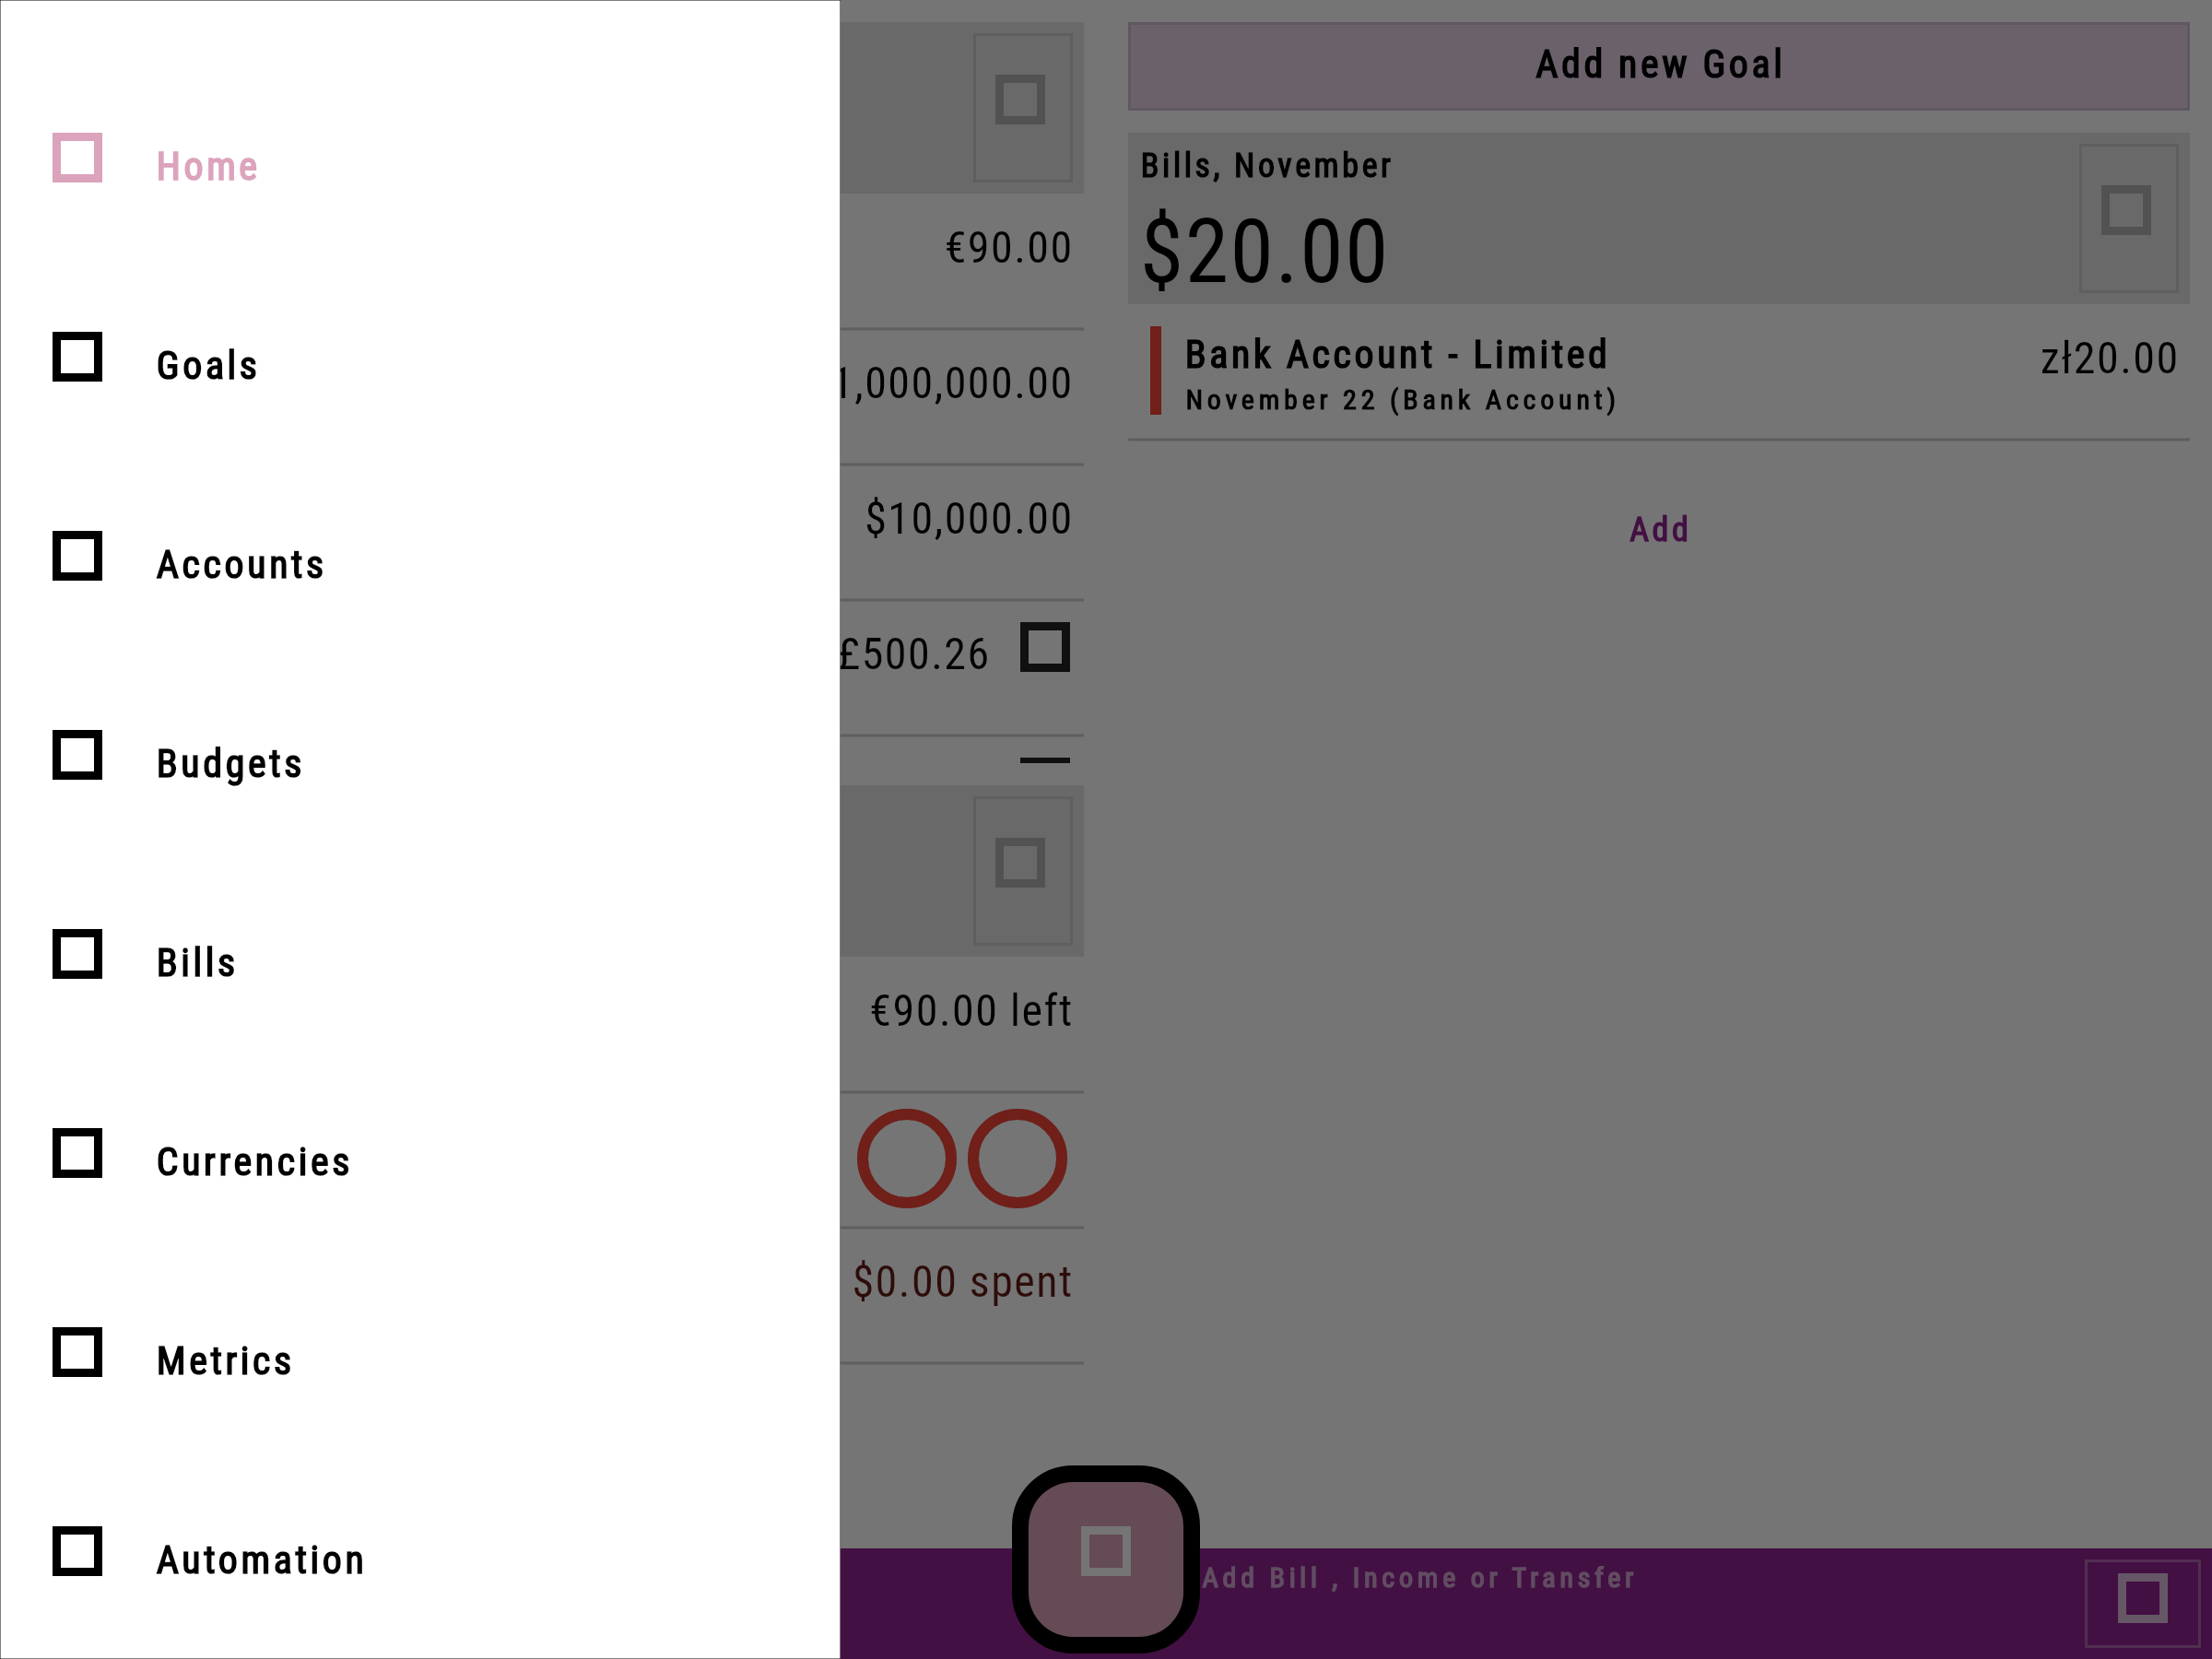 Home
Goals
Accounts
Budgets
Bills
Currencies
Metrics
Automation
€90.00
1,000,000.00
$10,000.00
£500.26
€90.00 left
$0.00 spent
Add new Goal
Bills, November
$20.00
Bank Account - Limited
zł20.00
November 22 (Bank Account)
Add
Add Bill , Income or Transfer